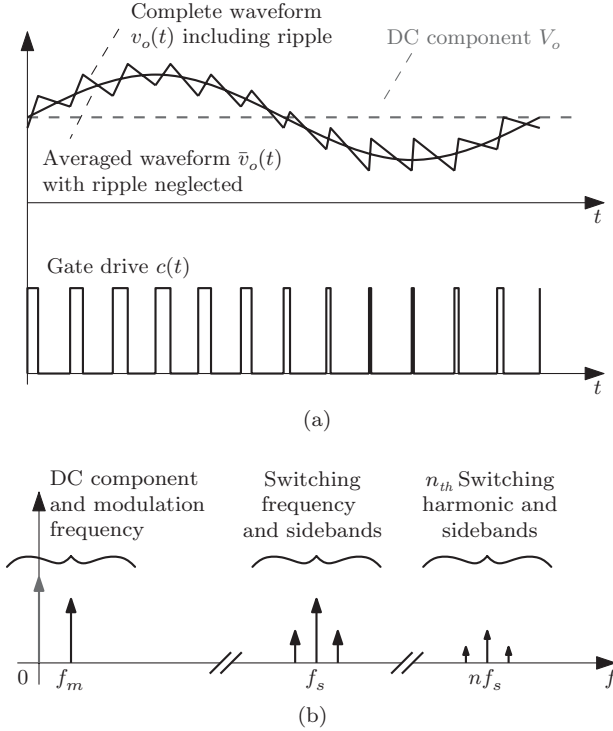 Complete waveform
v_o(t) including ripple
DC component V_o
Averaged waveform v̄_o(t)
with ripple neglected
t
Gate drive c(t)
t
(a)
DC component
and modulation
frequency
Switching
frequency
and sidebands
n_th Switching
harmonic and
sidebands
0
f_m
f_s
nf_s
f
(b)